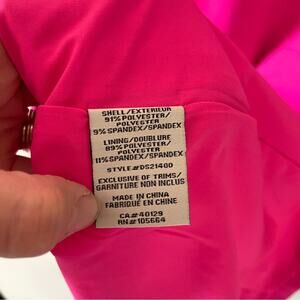 SHELL/EXTERIEUR
91% POLYESTER/
POLYESTER
9% SPANDEX/SPANDEX
LINING/DOUBLURE
89% POLYESTER/
POLYESTER
11% SPANDEX/SPANDEX
STYLE#DS2140D
EXCLUSIVE OF TRIMS/
GARNITURE NON INCLUS
MADE IN CHINA
FABRIQUÉ EN CHINE
CA#40129
RN#105664